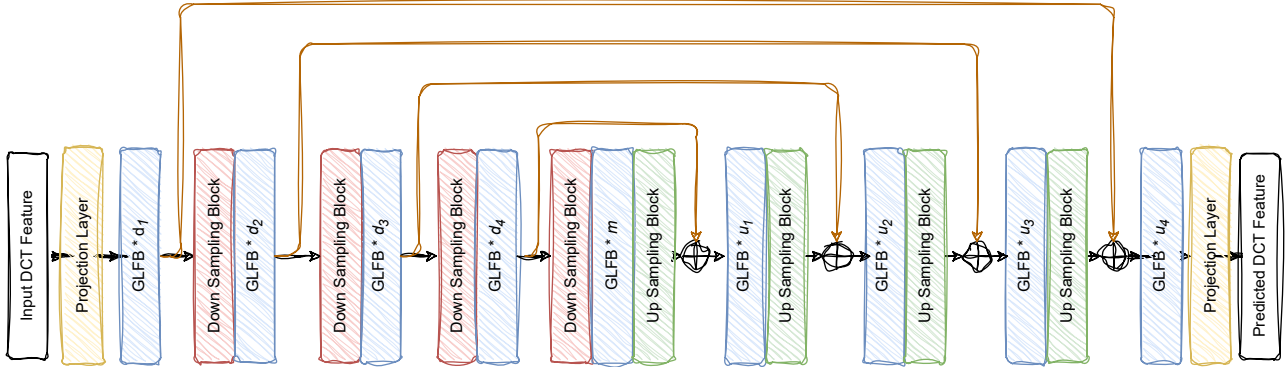 Input DCT Feature
Projection Layer
GLFB * d1
Down Sampling Block
GLFB * d2
Down Sampling Block
GLFB * d3
Down Sampling Block
GLFB * d4
Down Sampling Block
GLFB * m
Up Sampling Block
GLFB * u1
Up Sampling Block
GLFB * u2
Up Sampling Block
GLFB * u3
Up Sampling Block
GLFB * u4
Projection Layer
Predicted DCT Feature